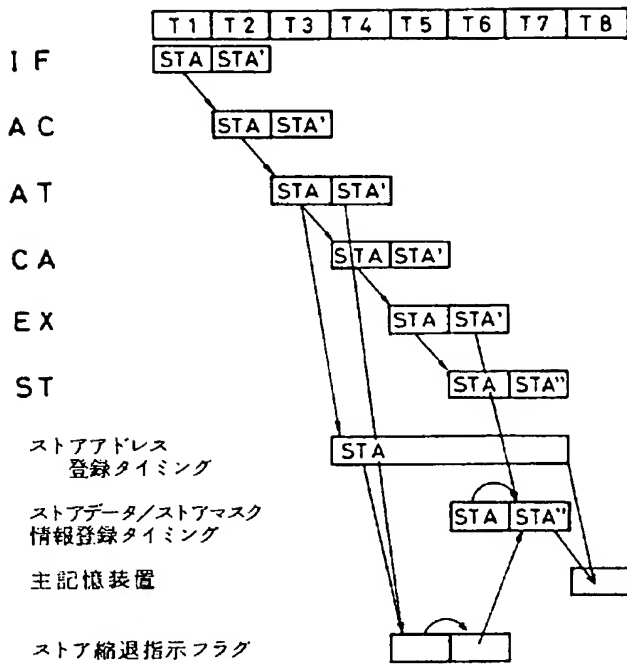 T1 T2 T3 T4 T5 T6 T7 T8
IF STA STA'
AC STA STA'
AT STA STA'
CA STA STA'
EX STA STA'
ST STA STA"
ストアアドレス
登録タイミング STA
ストアデータ/ストアマスク
情報登録タイミング STA STA"
主記憶装置
ストア縮退指示フラグ